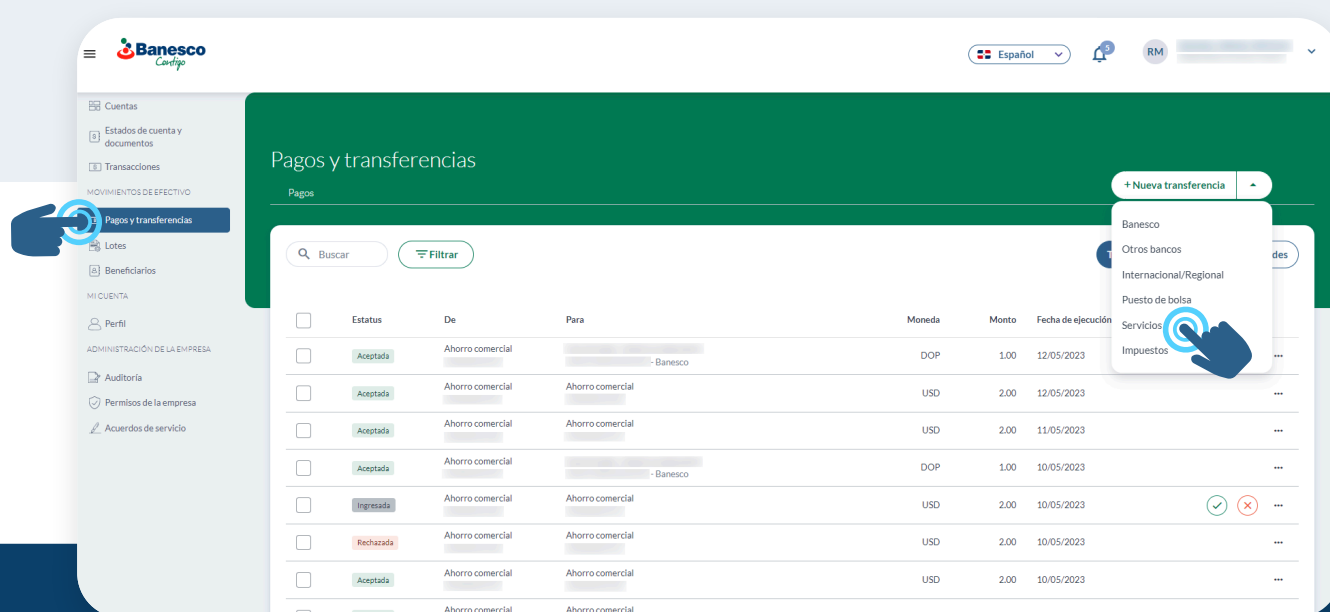 Banesco
Contigo
Español
5
RM
Cuentas
Estados de cuenta y
documentos
Transacciones
MOVIMIENTOS DE EFECTIVO
Pagos y transferencias
Lotes
Beneficiarios
MI CUENTA
Perfil
ADMINISTRACIÓN DE LA EMPRESA
Auditoría
Permisos de la empresa
Acuerdos de servicio
Pagos y transferencias
Pagos
+ Nueva transferencia
Banesco
Otros bancos
Internacional/Regional
Puesto de bolsa
Servicios
Impuestos
Buscar
Filtrar
des
Estatus De Para Moneda Monto Fecha de ejecución
Aceptada Ahorro comercial - Banesco DOP 1.00 12/05/2023 ...
Aceptada Ahorro comercial Ahorro comercial USD 2.00 12/05/2023 ...
Aceptada Ahorro comercial Ahorro comercial USD 2.00 11/05/2023 ...
Aceptada Ahorro comercial - Banesco DOP 1.00 10/05/2023 ...
Ingresada Ahorro comercial Ahorro comercial USD 2.00 10/05/2023 ...
Rechazada Ahorro comercial Ahorro comercial USD 2.00 10/05/2023 ...
Aceptada Ahorro comercial Ahorro comercial USD 2.00 10/05/2023 ...
Ahorro comercial Ahorro comercial